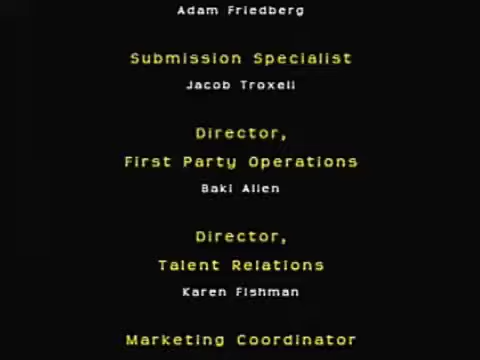 Adam Friedberg
Submission Specialist
Jacob Troxell
Director,
First Party Operations
Baki Allen
Director,
Talent Relations
Karen Fishman
Marketing Coordinator